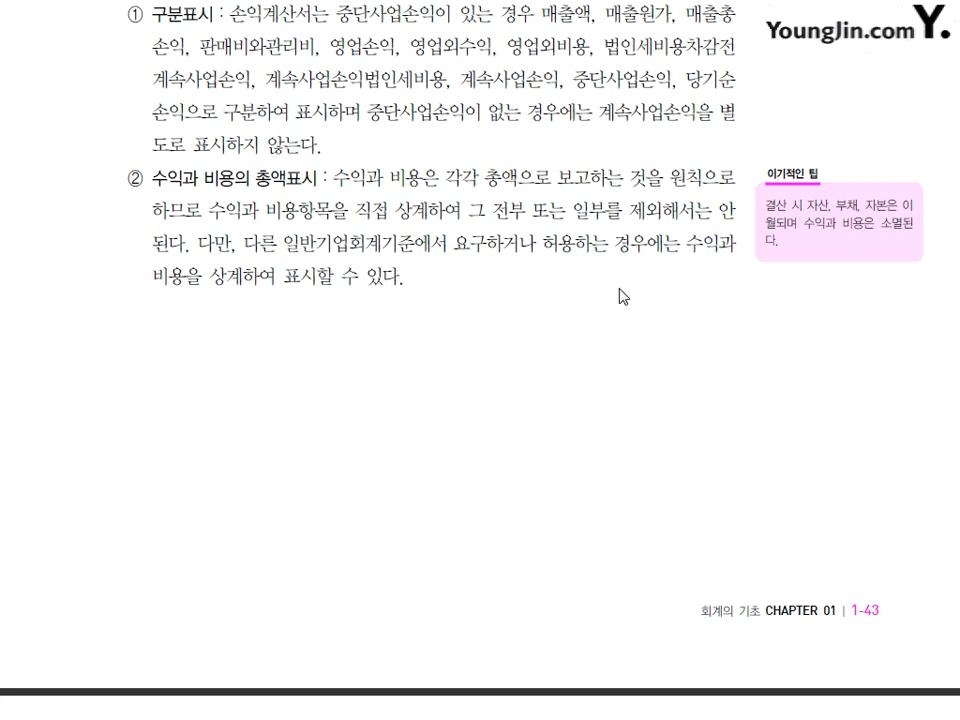 ① 구분표시 : 손익계산서는 중단사업손익이 있는 경우 매출액, 매출원가, 매출총
손익, 판매비와관리비, 영업손익, 영업외수익, 영업외비용, 법인세비용차감전
계속사업손익, 계속사업손익법인세비용, 계속사업손익, 중단사업손익, 당기순
손익으로 구분하여 표시하며 중단사업손익이 없는 경우에는 계속사업손익을 별
도로 표시하지 않는다.
② 수익과 비용의 총액표시 : 수익과 비용은 각각 총액으로 보고하는 것을 원칙으로
하므로 수익과 비용항목을 직접 상계하여 그 전부 또는 일부를 제외해서는 안
된다. 다만, 다른 일반기업회계기준에서 요구하거나 허용하는 경우에는 수익과
비용을 상계하여 표시할 수 있다.
YoungJin.com Y.
이기적인 팁
결산 시 자산, 부채, 자본은 이
월되며 수익과 비용은 소멸된
다.
회계의 기초 CHAPTER 01 | 1-43